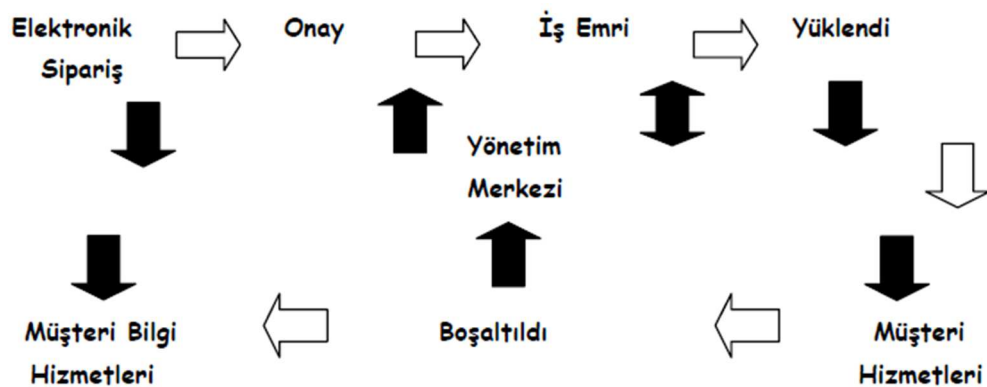 Elektronik
Sipariş
Onay
İş Emri
Yüklendi
Yönetim
Merkezi
Müşteri Bilgi
Hizmetleri
Boşaltıldı
Müşteri
Hizmetleri